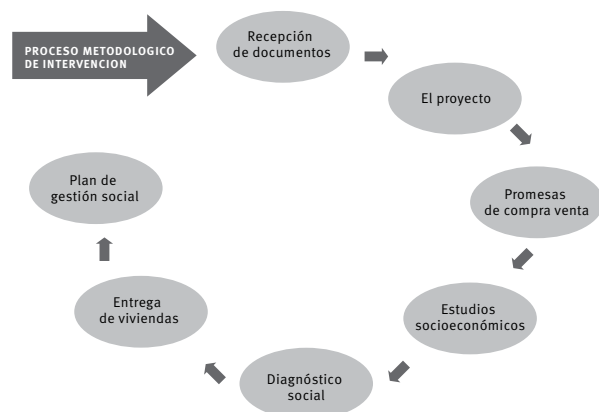 PROCESO METODOLOGICO
DE INTERVENCION
Recepción
de documentos
El proyecto
Promesas
de compra venta
Estudios
socioeconómicos
Diagnóstico
social
Entrega
de viviendas
Plan de
gestión social